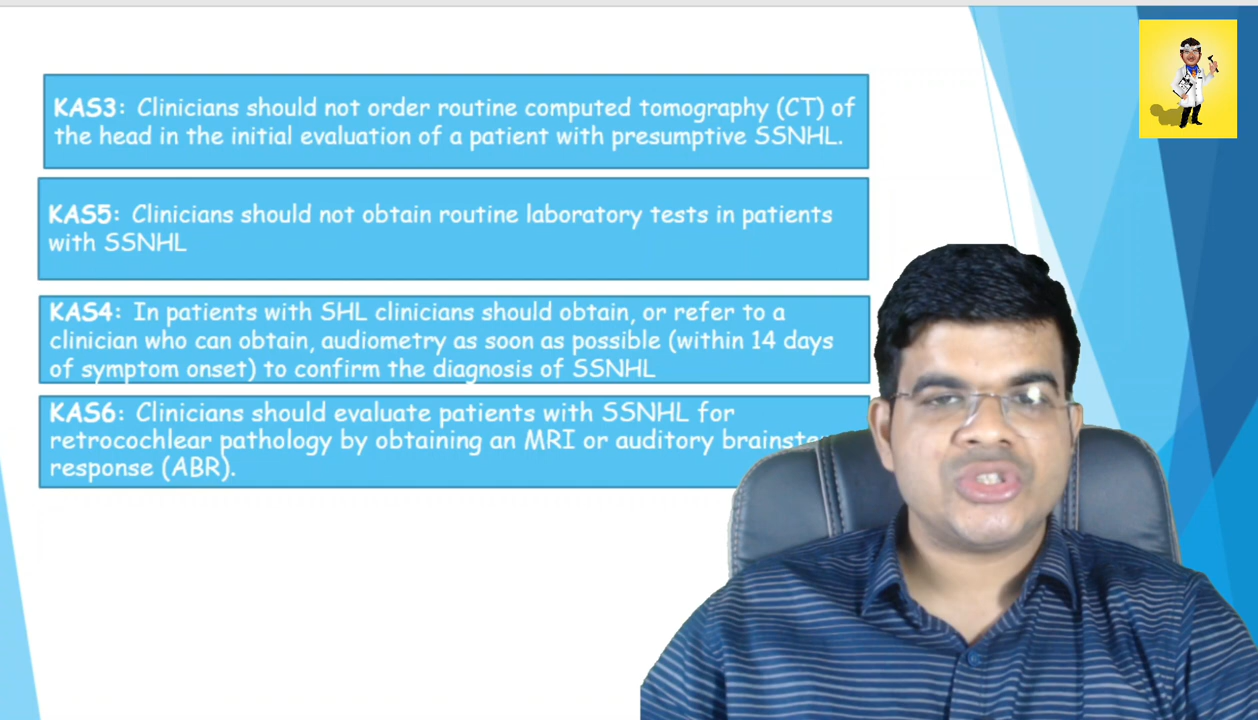 KAS3: Clinicians should not order routine computed tomography (CT) of
the head in the initial evaluation of a patient with presumptive SSNHL.
KAS5: Clinicians should not obtain routine laboratory tests in patients
with SSNHL
KAS4: In patients with SHL clinicians should obtain, or refer to a
clinician who can obtain, audiometry as soon as possible (within 14 days
of symptom onset) to confirm the diagnosis of SSNHL
KAS6: Clinicians should evaluate patients with SSNHL for
retrocochlear pathology by obtaining an MRI or auditory
response (ABR).